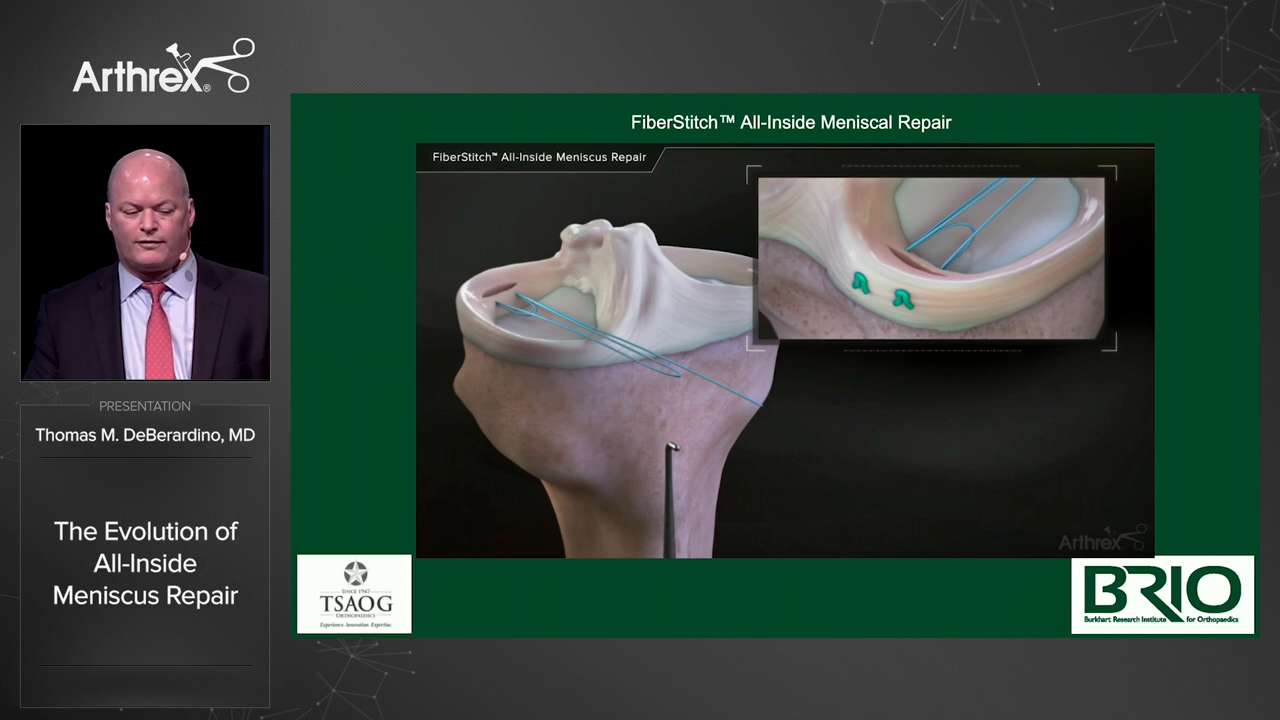 Arthrex®
PRESENTATION
Thomas M. DeBerardino, MD
The Evolution of
All-Inside
Meniscus Repair
FiberStitch™ All-Inside Meniscal Repair
FiberStitch™ All-Inside Meniscus Repair
Arthrex
SINCE 1947
TSAOG
ORTHOPAEDICS
Experience. Innovation. Expertise.
BRIO
Burkhart Research Institute for Orthopaedics